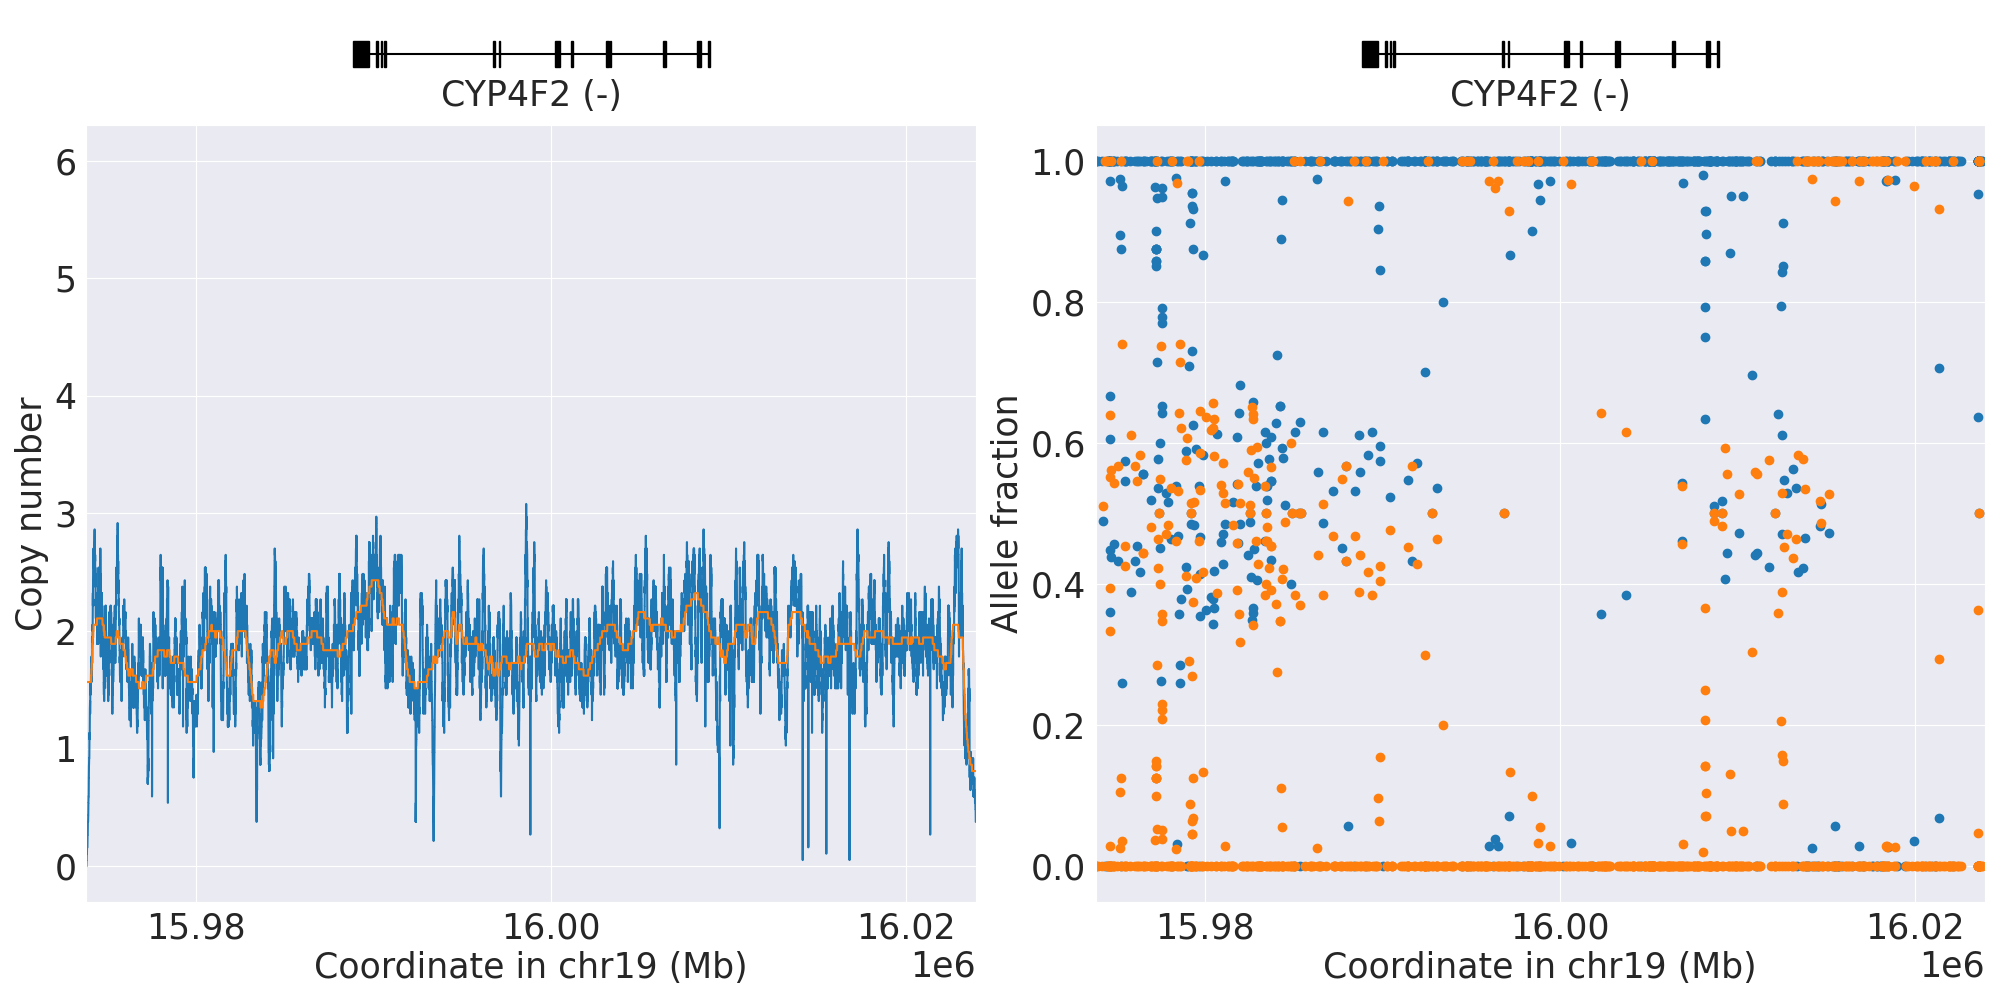 CYP4F2 (-)
6
5
4
3
2
1
0
Copy number
15.98
16.00
16.02
Coordinate in chr19 (Mb)
1e6
CYP4F2 (-)
1.0
0.8
0.6
0.4
0.2
0.0
Allele fraction
15.98
16.00
16.02
Coordinate in chr19 (Mb)
1e6